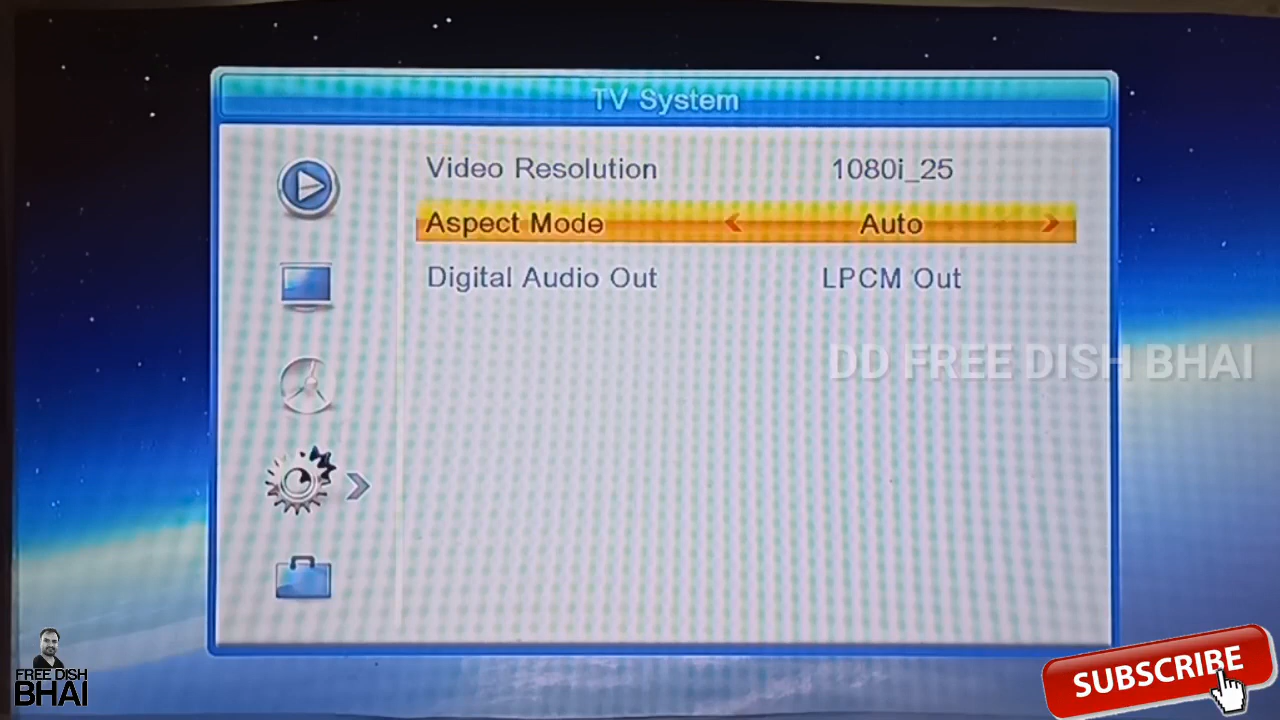 TV System
Video Resolution 1080i_25
Aspect Mode Auto
Digital Audio Out LPCM Out
DD FREE DISH BHAI
FREE DISH
BHAI
SUBSCRIBE